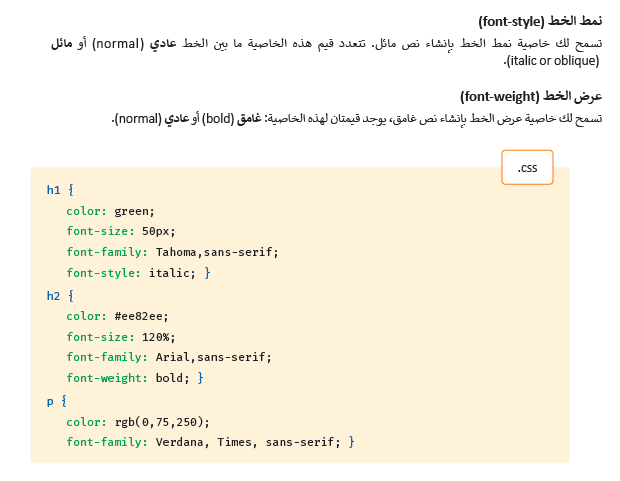 نمط الخط (font-style)
تسمح لك خاصية نمط الخط بإنشاء نص مائل. تتعدد قيم هذه الخاصية ما بين الخط عادي (normal) أو مائل
(italic or oblique).
عرض الخط (font-weight)
تسمح لك خاصية عرض الخط بإنشاء نص غامق، يوجد قيمتان لهذه الخاصية: غامق (bold) أو عادي (normal).
.css
h1 {
color: green;
font-size: 50px;
font-family: Tahoma,sans-serif;
font-style: italic; }
h2 {
color: #ee82ee;
font-size: 120%;
font-family: Arial,sans-serif;
font-weight: bold; }
p {
color: rgb(0,75,250);
font-family: Verdana, Times, sans-serif; }